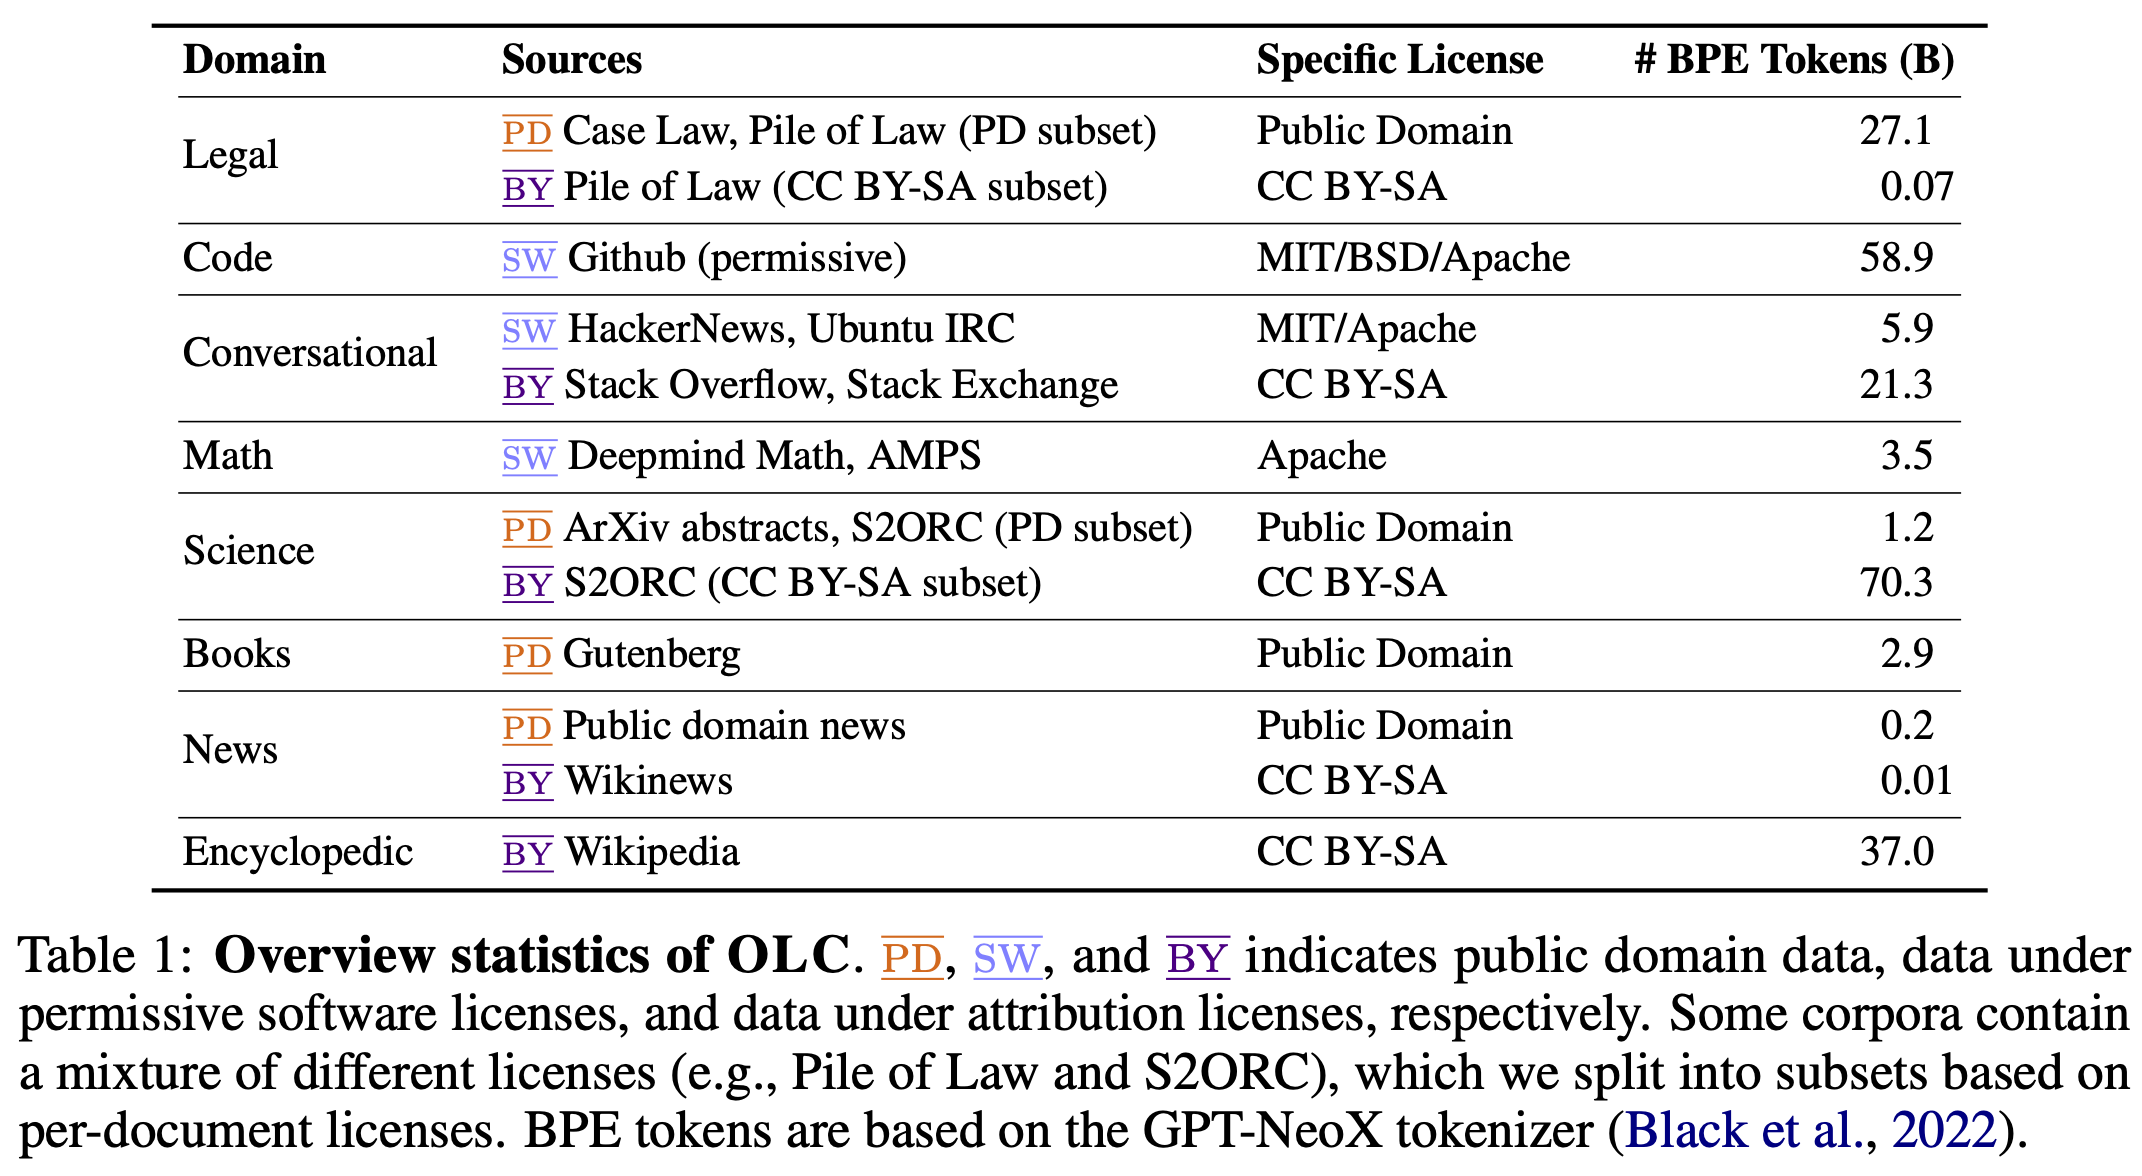 Domain Sources Specific License # BPE Tokens (B)
Legal
PD Case Law, Pile of Law (PD subset) Public Domain 27.1
BY Pile of Law (CC BY-SA subset) CC BY-SA 0.07
Code SW Github (permissive) MIT/BSD/Apache 58.9
Conversational
SW HackerNews, Ubuntu IRC MIT/Apache 5.9
BY Stack Overflow, Stack Exchange CC BY-SA 21.3
Math SW Deepmind Math, AMPS Apache 3.5
Science
PD ArXiv abstracts, S2ORC (PD subset) Public Domain 1.2
BY S2ORC (CC BY-SA subset) CC BY-SA 70.3
Books PD Gutenberg Public Domain 2.9
News
PD Public domain news Public Domain 0.2
BY Wikinews CC BY-SA 0.01
Encyclopedic BY Wikipedia CC BY-SA 37.0
Table 1: Overview statistics of OLC. PD, SW, and BY indicates public domain data, data under
permissive software licenses, and data under attribution licenses, respectively. Some corpora contain
a mixture of different licenses (e.g., Pile of Law and S2ORC), which we split into subsets based on
per-document licenses. BPE tokens are based on the GPT-NeoX tokenizer (Black et al., 2022).